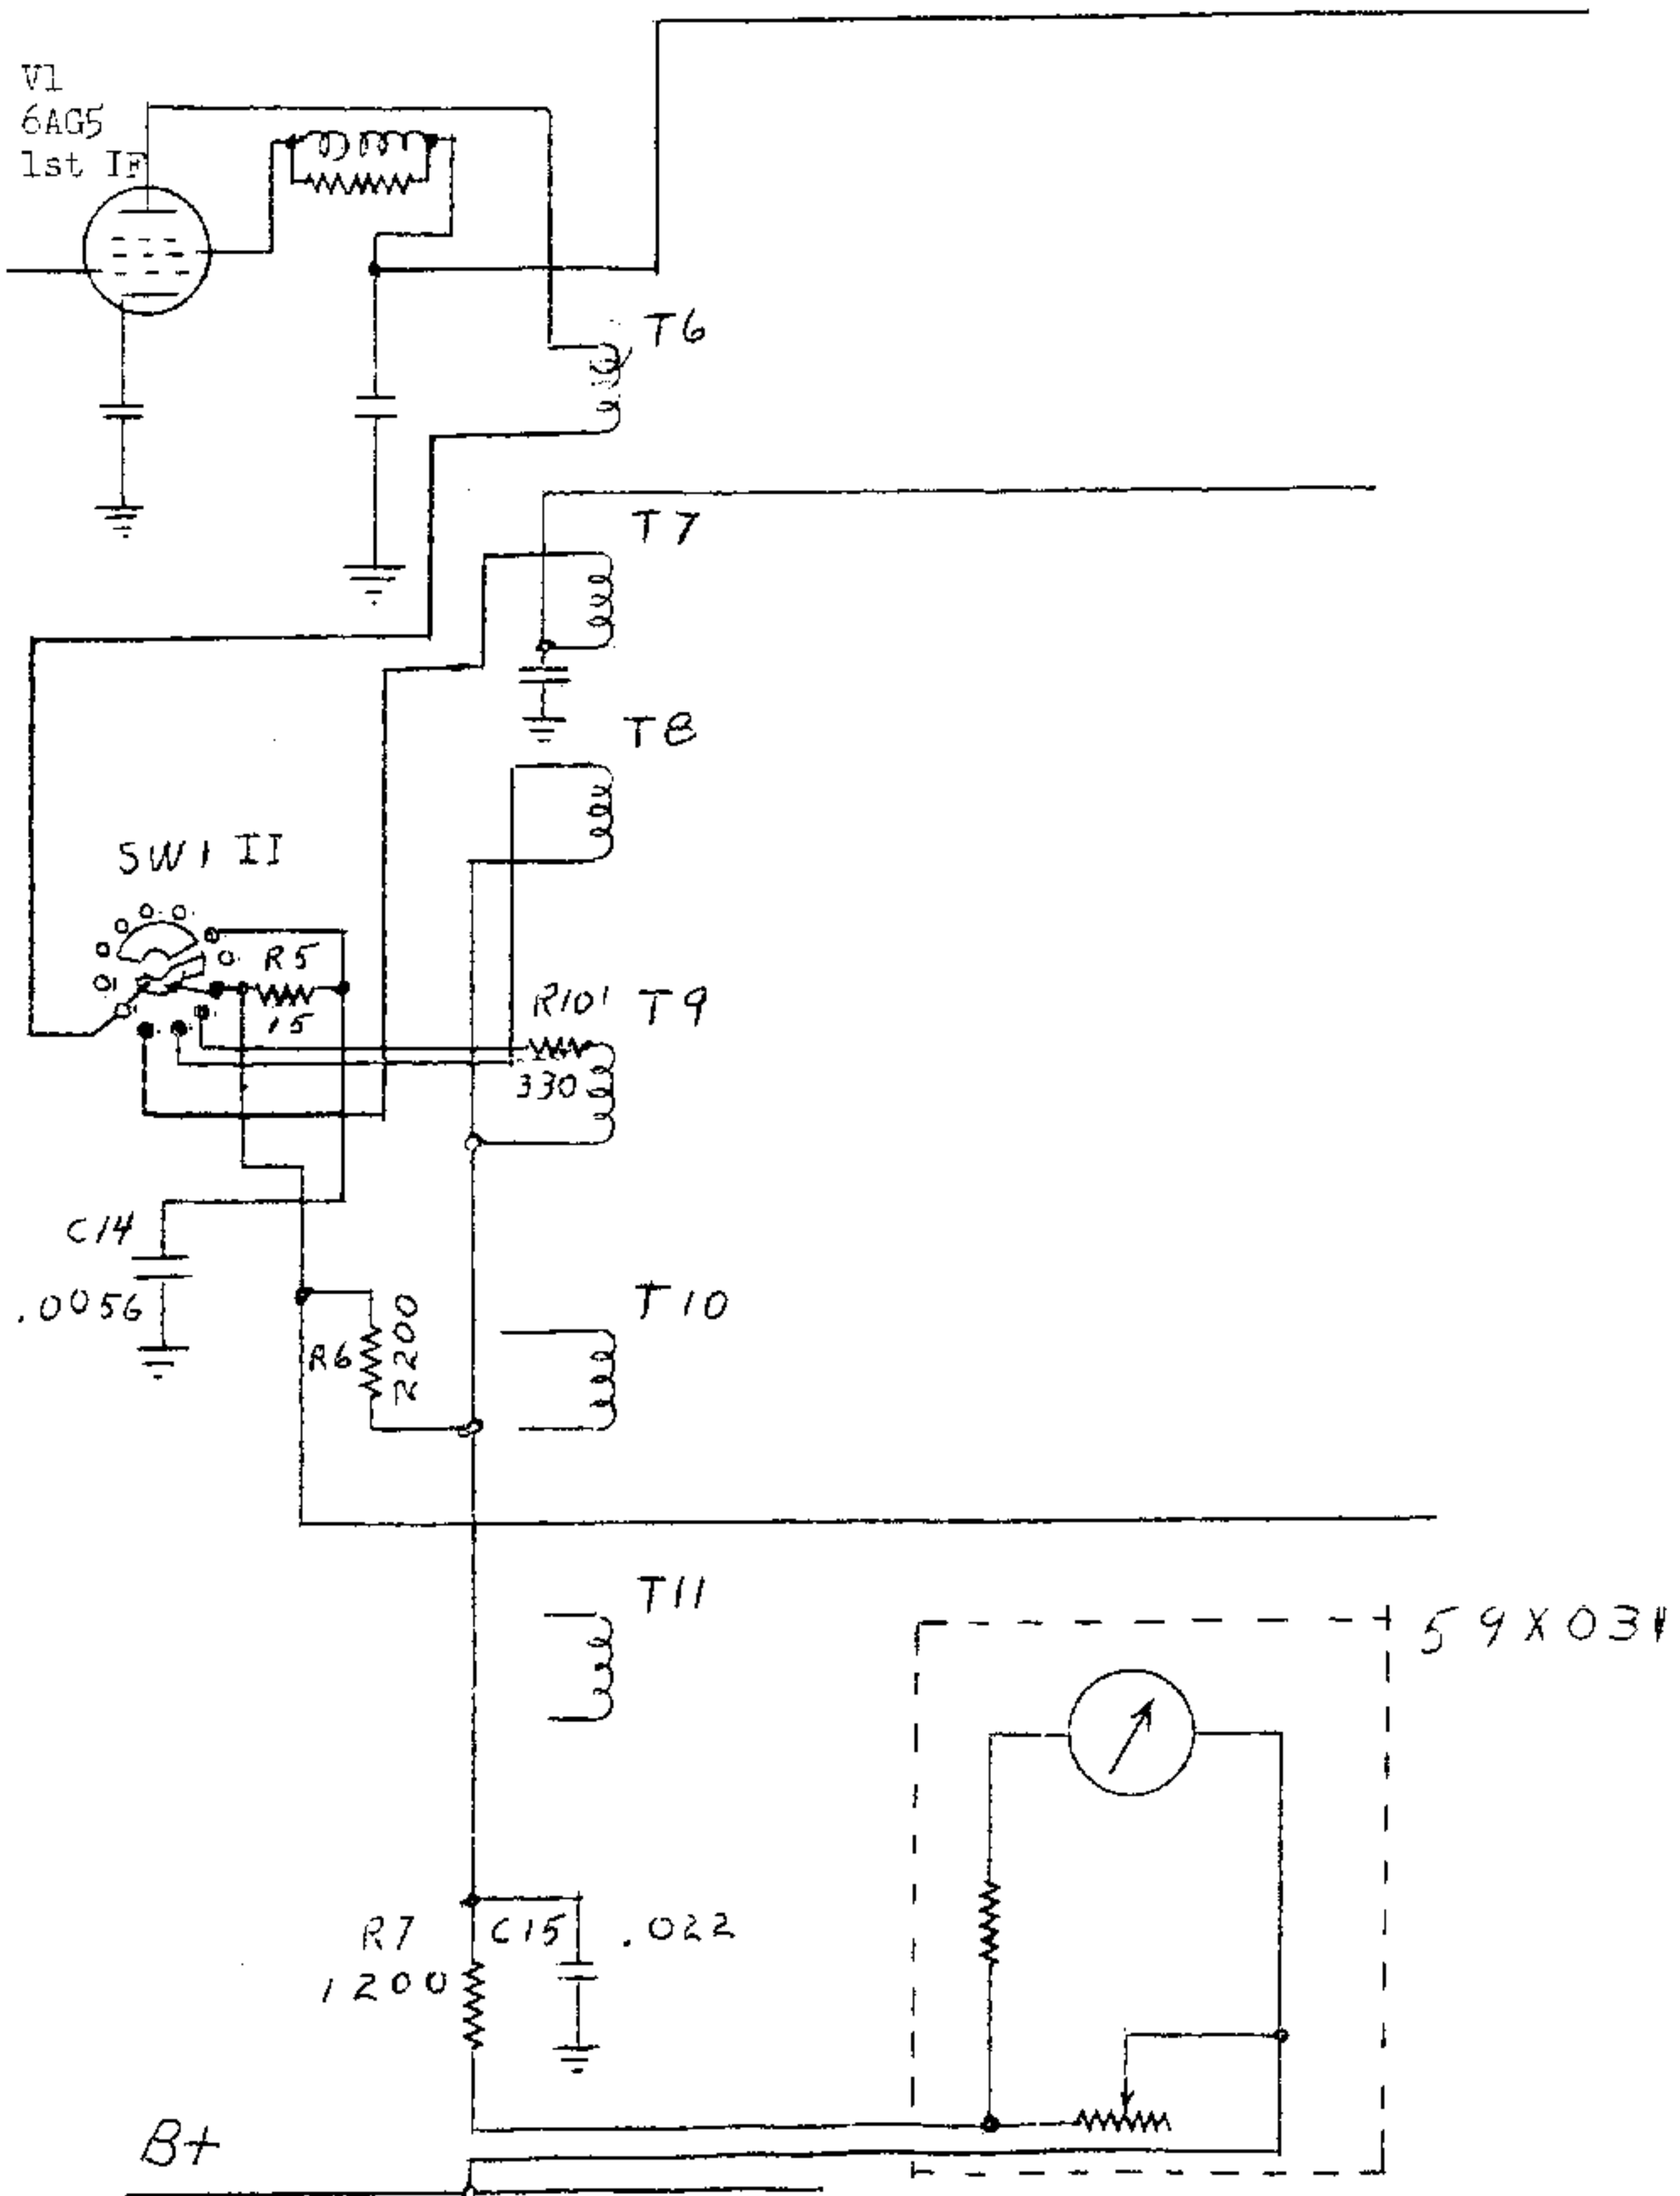 V1
6AG5
1st IF
T6
T7
T8
SW1 II
R5
15
R101
T9
330
C14
.0056
R6
2200
T10
T11
R7
1200
C15
.022
B+